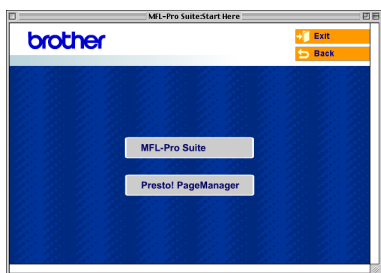 MFL-Pro Suite:Start Here
brother
Exit
Back
MFL-Pro Suite
Presto! PageManager